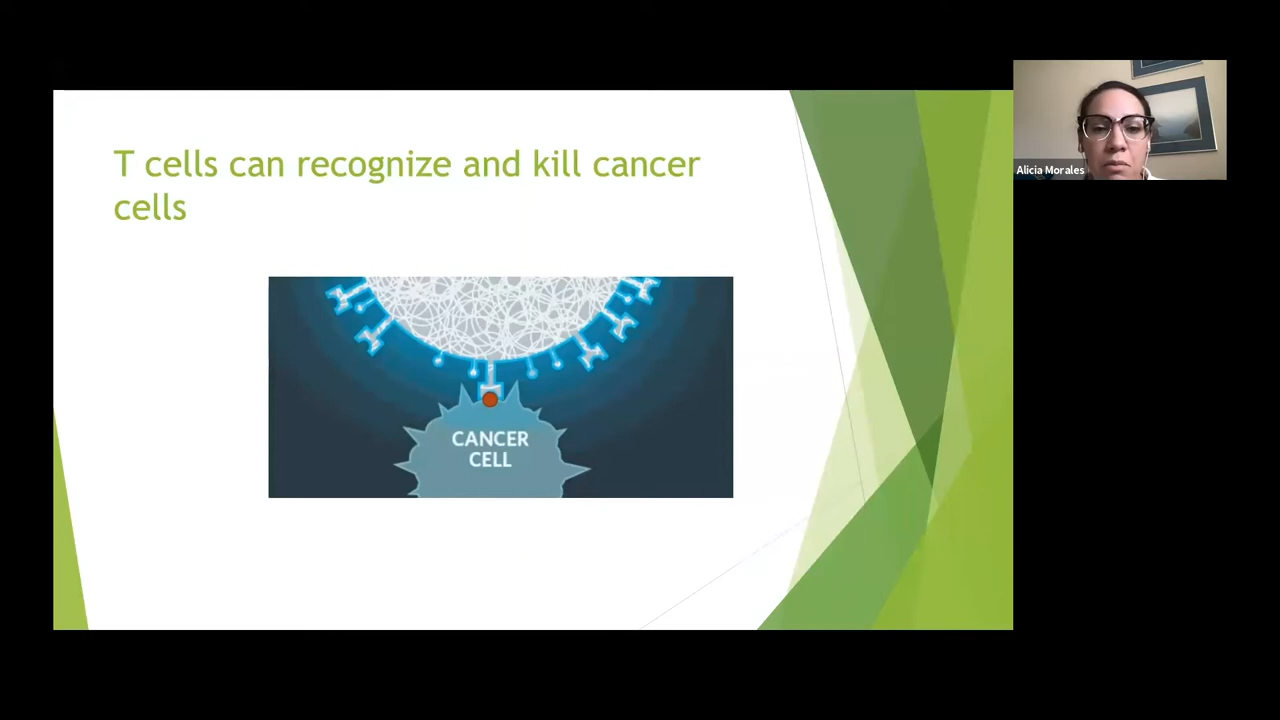 T cells can recognize and kill cancer
cells
CANCER
CELL
Alicia Morales